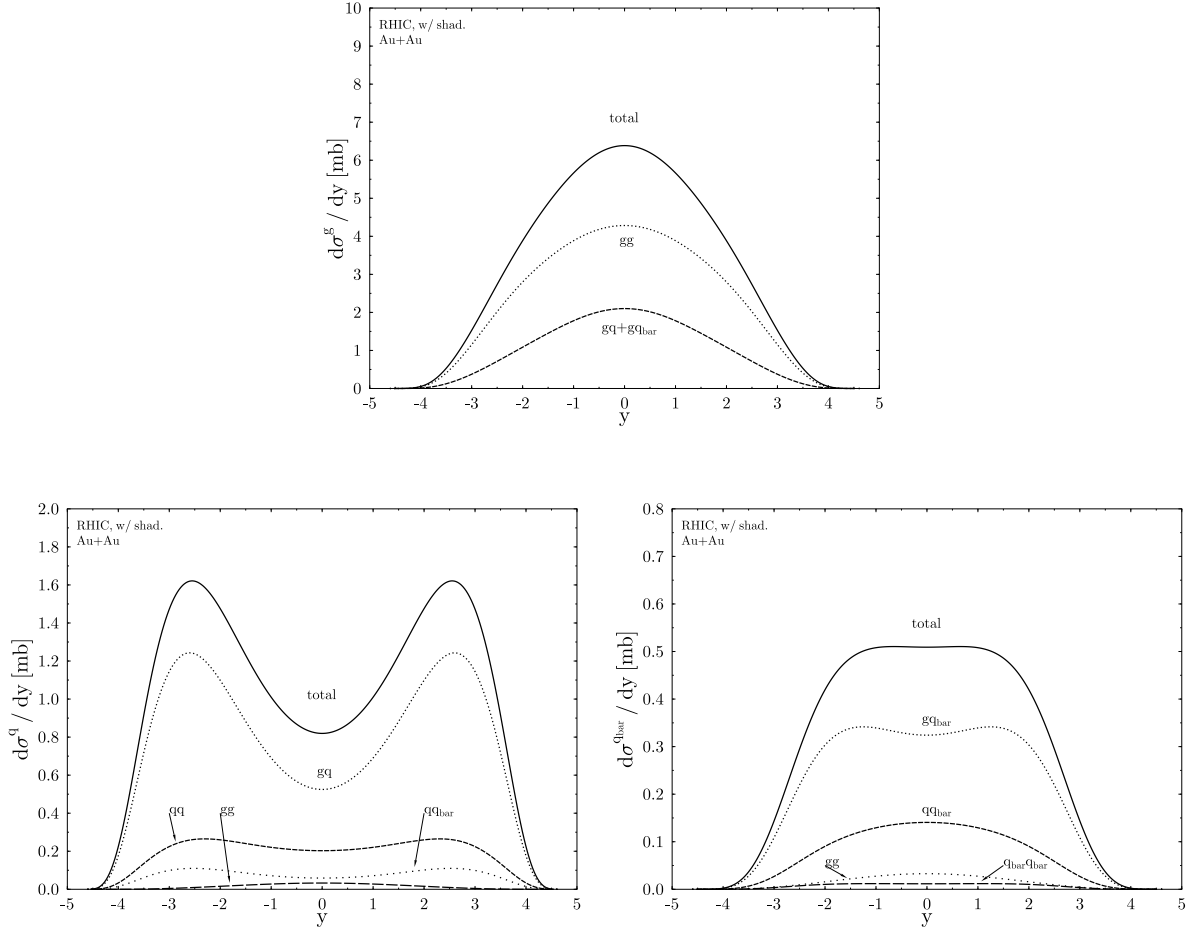 10
9
8
7
6
5
4
3
2
1
0
RHIC, w/ shad.
Au+Au
total
gg
gq+gq_bar
dσ^g / dy [mb]
-5 -4 -3 -2 -1 0 1 2 3 4 5
y
2.0
1.8
1.6
1.4
1.2
1.0
0.8
0.6
0.4
0.2
0.0
RHIC, w/ shad.
Au+Au
total
gq
qq gg qq_bar
dσ^q / dy [mb]
-5 -4 -3 -2 -1 0 1 2 3 4 5
y
0.8
0.7
0.6
0.5
0.4
0.3
0.2
0.1
0.0
RHIC, w/ shad.
Au+Au
total
gq_bar
qq_bar
gg q_barq_bar
dσ^q_bar / dy [mb]
-5 -4 -3 -2 -1 0 1 2 3 4 5
y